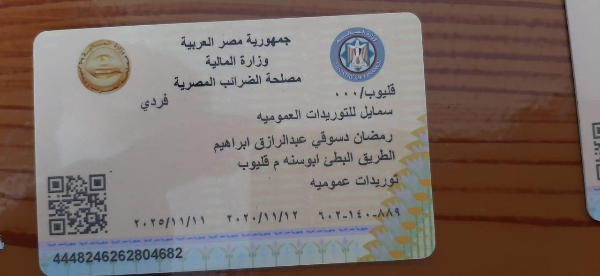 جمهورية مصر العربية
وزارة المالية
مصلحة الضرائب المصرية
قليوب/٠٠٠
فردي
سمايل للتوريدات العموميه
رمضان دسوقي عبدالرازق ابراهيم
الطريق البطئ ابوسنه م قليوب
توريدات عموميه
٦٠٢-١٤٠-٨٨٩ ٢٠٢٠/١١/١٢ ٢٠٢٥/١١/١١
4448246262804682